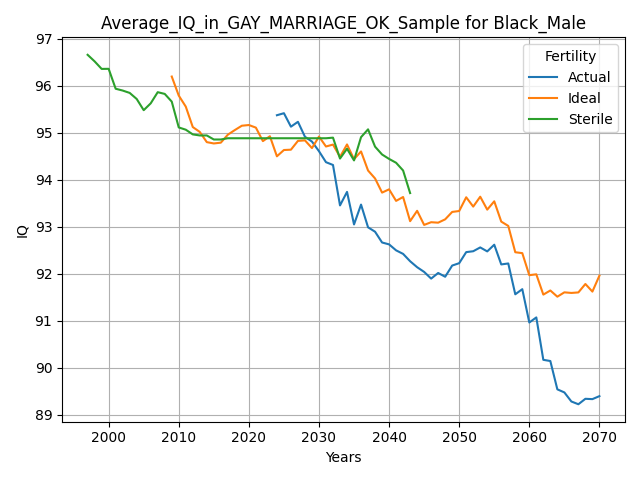 Average_IQ_in_GAY_MARRIAGE_OK_Sample for Black_Male
97
96
95
94
93
92
91
90
89
IQ
Fertility
Actual
Ideal
Sterile
2000 2010 2020 2030 2040 2050 2060 2070
Years